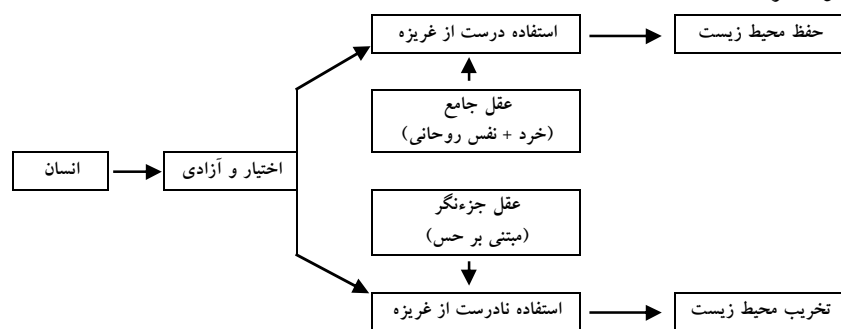 استفاده درست از غریزه
حفظ محیط زیست
عقل جامع
(خرد + نفس روحانی)
انسان
اختیار و آزادی
عقل جزءنگر
(مبتنی بر حس)
استفاده نادرست از غریزه
تخریب محیط زیست